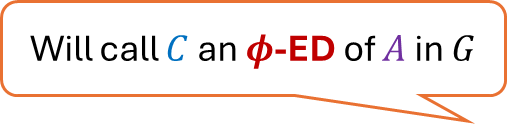 Will call C an ϕ-ED of A in G